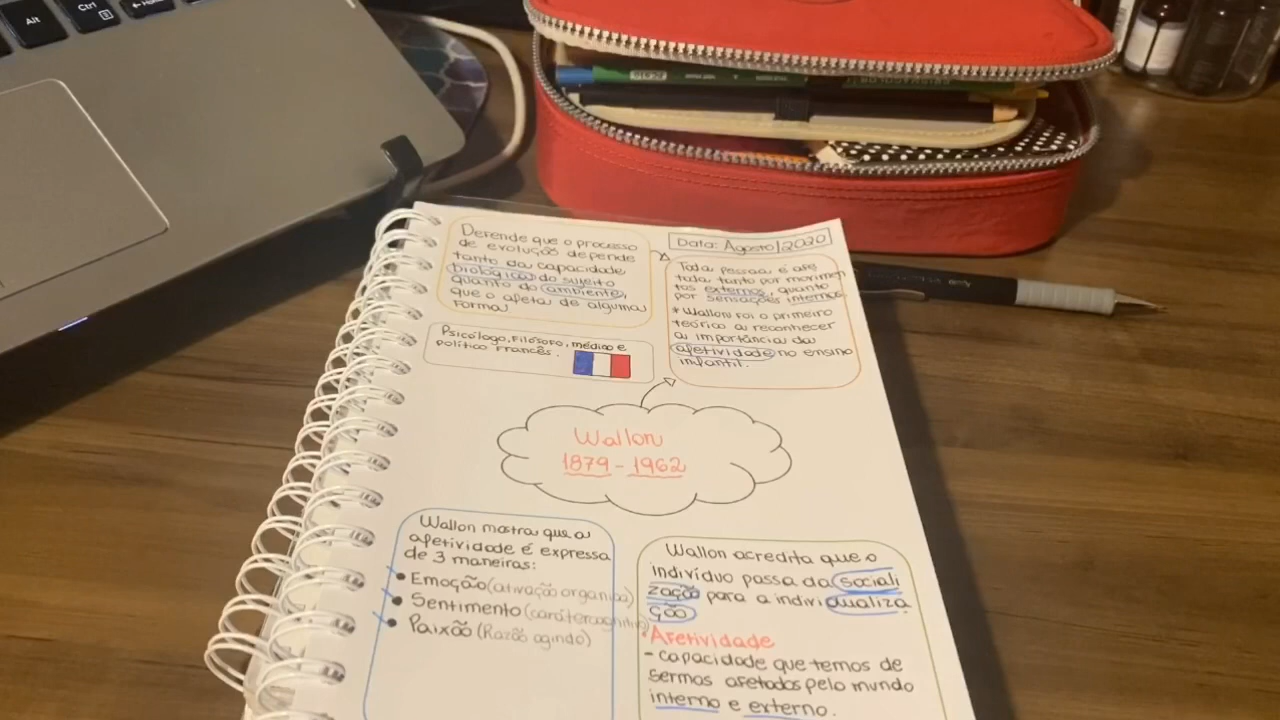 Alt
Ctrl
Defende que o processo
de evolução depende
tanto da capacidade
biológica do sujeito
quanto do ambiente,
que o afeta de alguma
forma
Data: Agosto/2020
Toda pessoa é afe
tada tanto por movimen
tos externos, quanto
por sensações internas
* Wallon foi o primeiro
teórico a reconhecer
a importância da
afetividade no ensino
infantil.
Psicólogo, Filósofo, médico e
político Francês.
Wallon
1879 - 1962
Wallon mostra que a
afetividade é expressa
de 3 maneiras:
• Emoção (ativação orgânica)
• Sentimento (caráter cognitivo)
• Paixão (Razão agindo)
Wallon acredita que o
indivíduo passa da sociali
zação para a individualiza
ção
*Afetividade
- capacidade que temos de
sermos afetados pelo mundo
interno e externo.